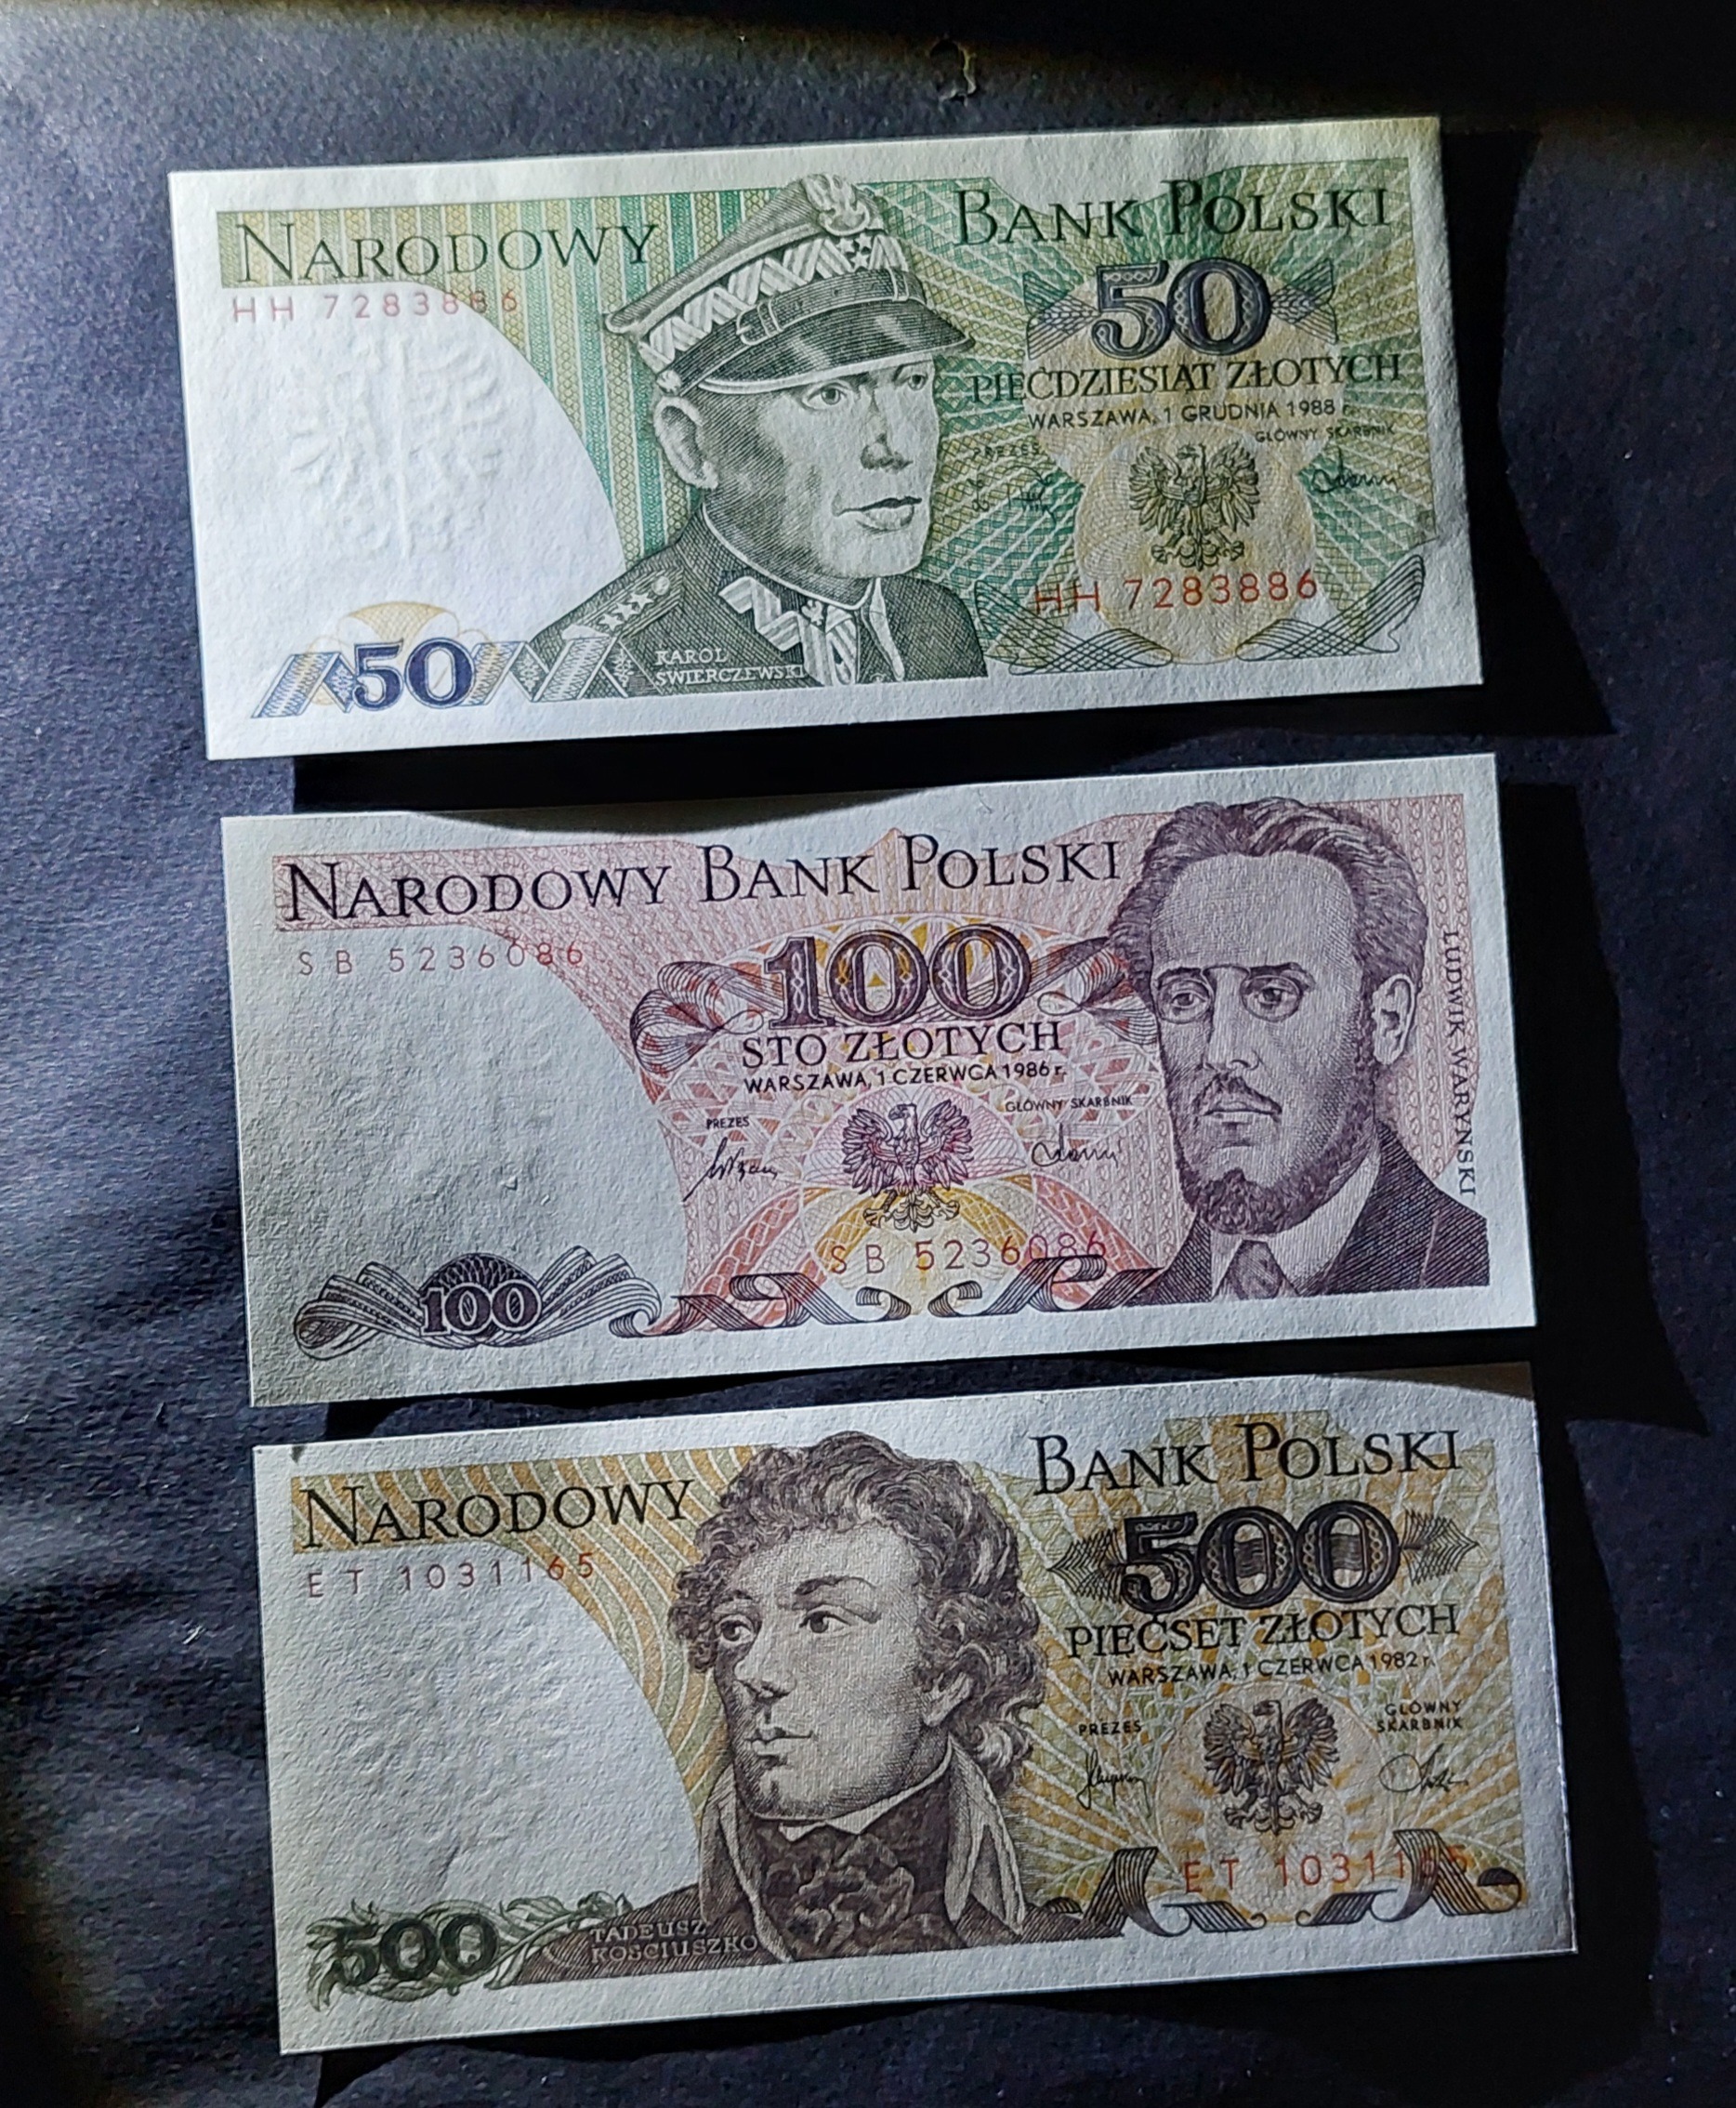 NARODOWY BANK POLSKI
HH 7283886
50
PIĘĆDZIESIĄT ZŁOTYCH
WARSZAWA, 1 GRUDNIA 1988 r.
PREZES GŁÓWNY SKARBNIK
HH 7283886
50
KAROL
ŚWIERCZEWSKI
NARODOWY BANK POLSKI
SB 5236086
100
STO ZŁOTYCH
WARSZAWA, 1 CZERWCA 1986 r.
PREZES GŁÓWNY SKARBNIK
SB 5236086
100
LUDWIK WARYŃSKI
NARODOWY BANK POLSKI
ET 1031165
500
PIĘĆSET ZŁOTYCH
WARSZAWA, 1 CZERWCA 1982 r.
PREZES GŁÓWNY
SKARBNIK
ET 1031165
500
TADEUSZ
KOŚCIUSZKO